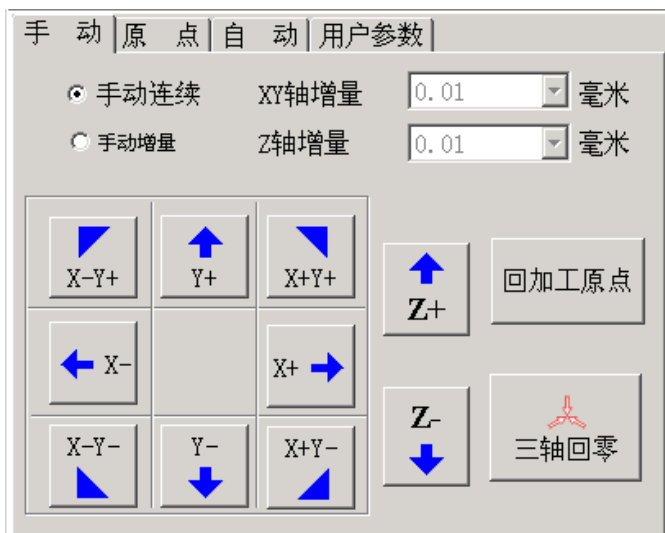 手 动 原 点 自 动 用户参数
手动连续 XY轴增量 0.01 毫米
手动增量 Z轴增量 0.01 毫米
X-Y+ Y+ X+Y+
Z+ 回加工原点
X- X+
Z-
X-Y- Y- X+Y- 三轴回零